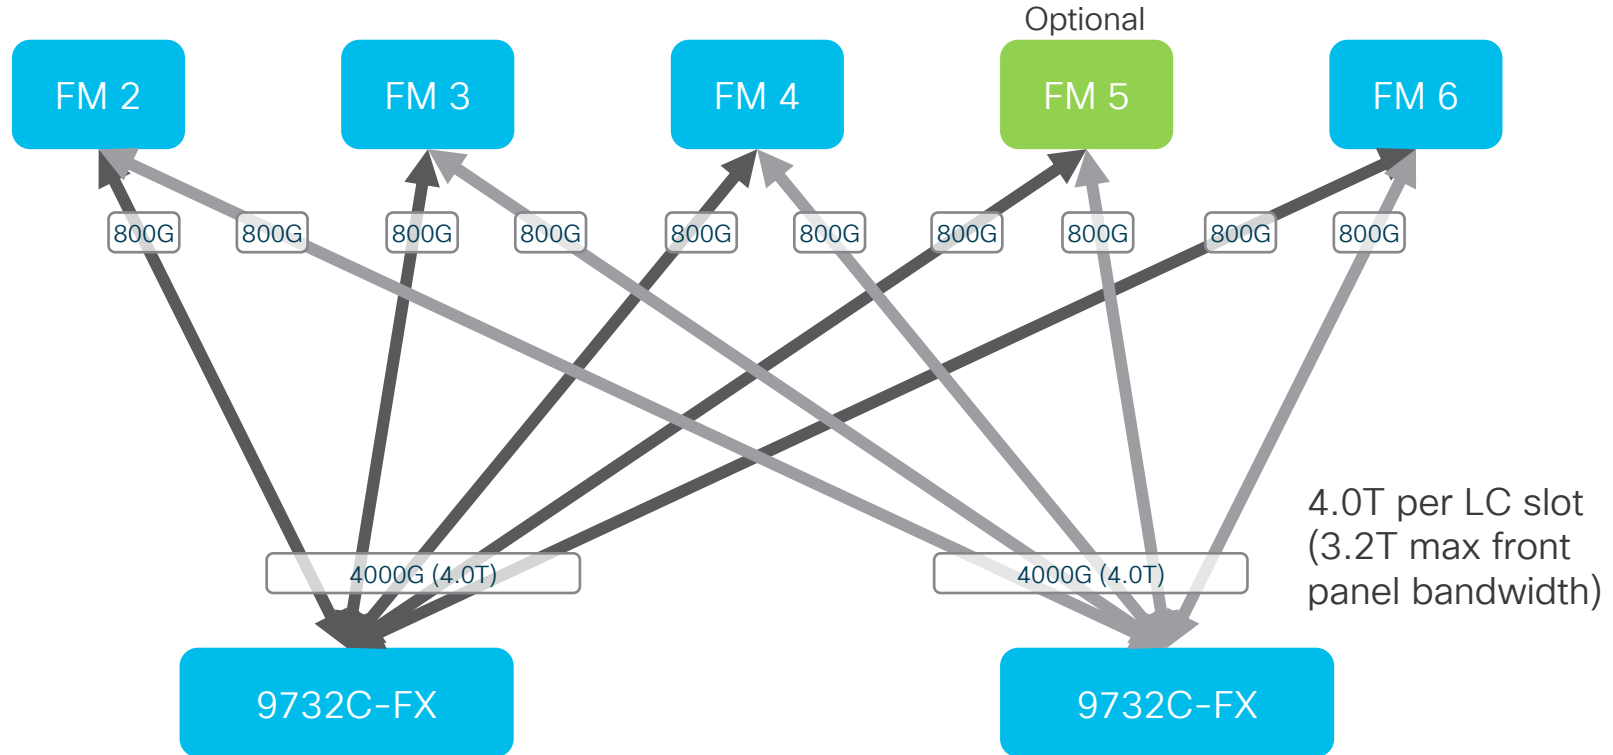 Optional
FM 2
FM 3
FM 4
FM 5
FM 6
800G
800G
800G
800G
800G
800G
800G
800G
800G
800G
4.0T per LC slot
(3.2T max front
panel bandwidth)
4000G (4.0T)
4000G (4.0T)
9732C-FX
9732C-FX